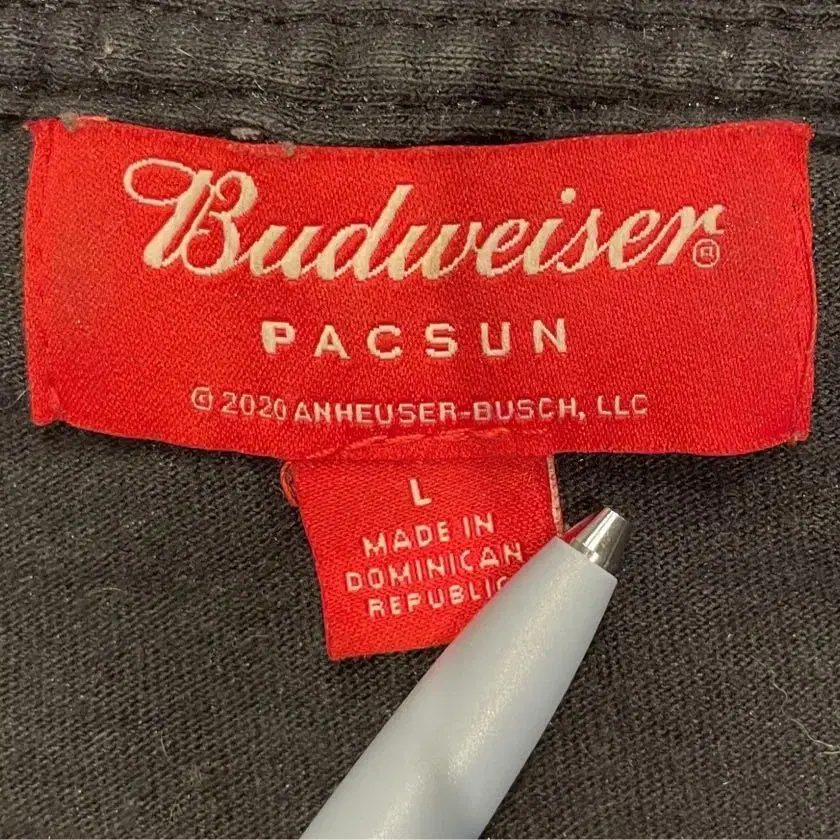 Budweiser®
PACSUN
© 2020 ANHEUSER-BUSCH, LLC
L
MADE IN
DOMINICAN
REPUBLIC